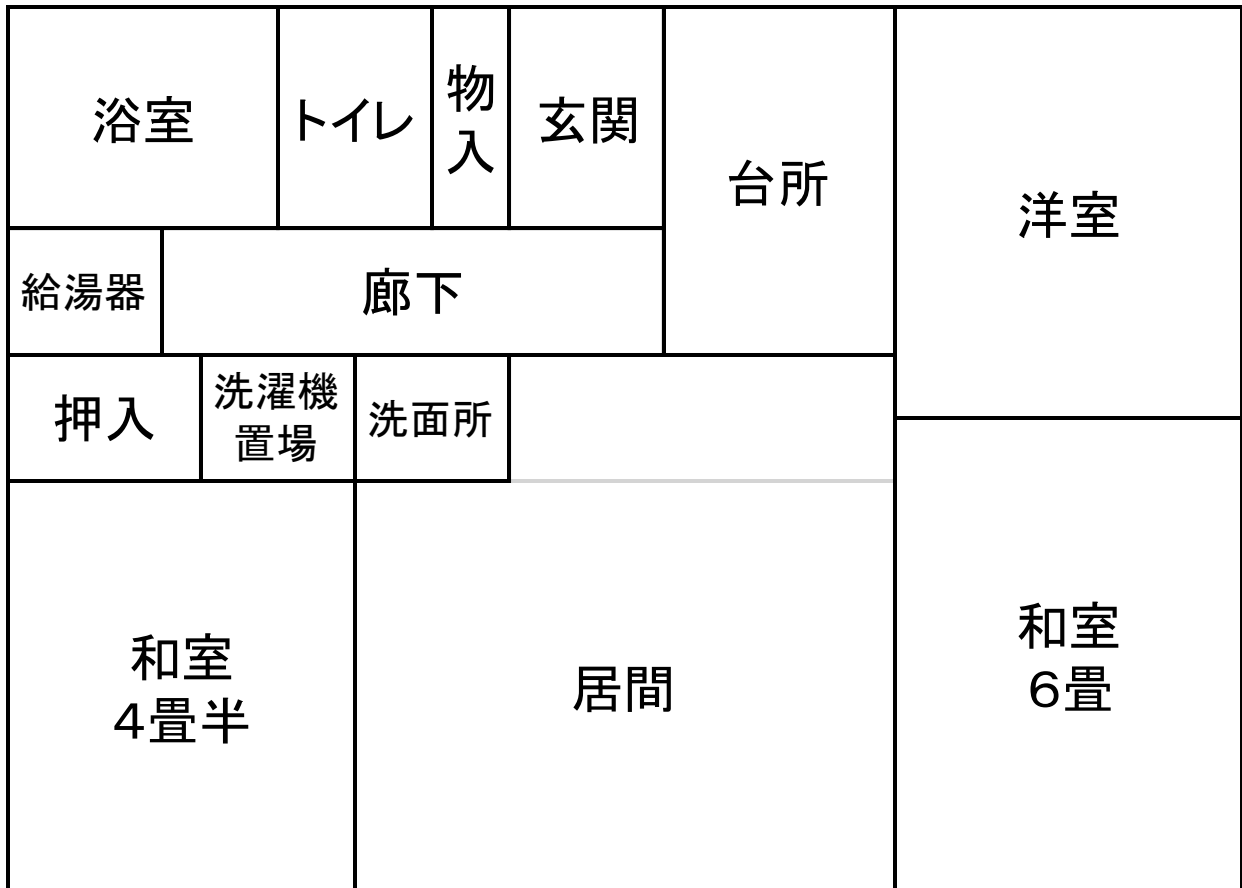 浴室
トイレ
物
入
玄関
台所
洋室
給湯器
廊下
押入
洗濯機
置場
洗面所
和室
4畳半
居間
和室
6畳